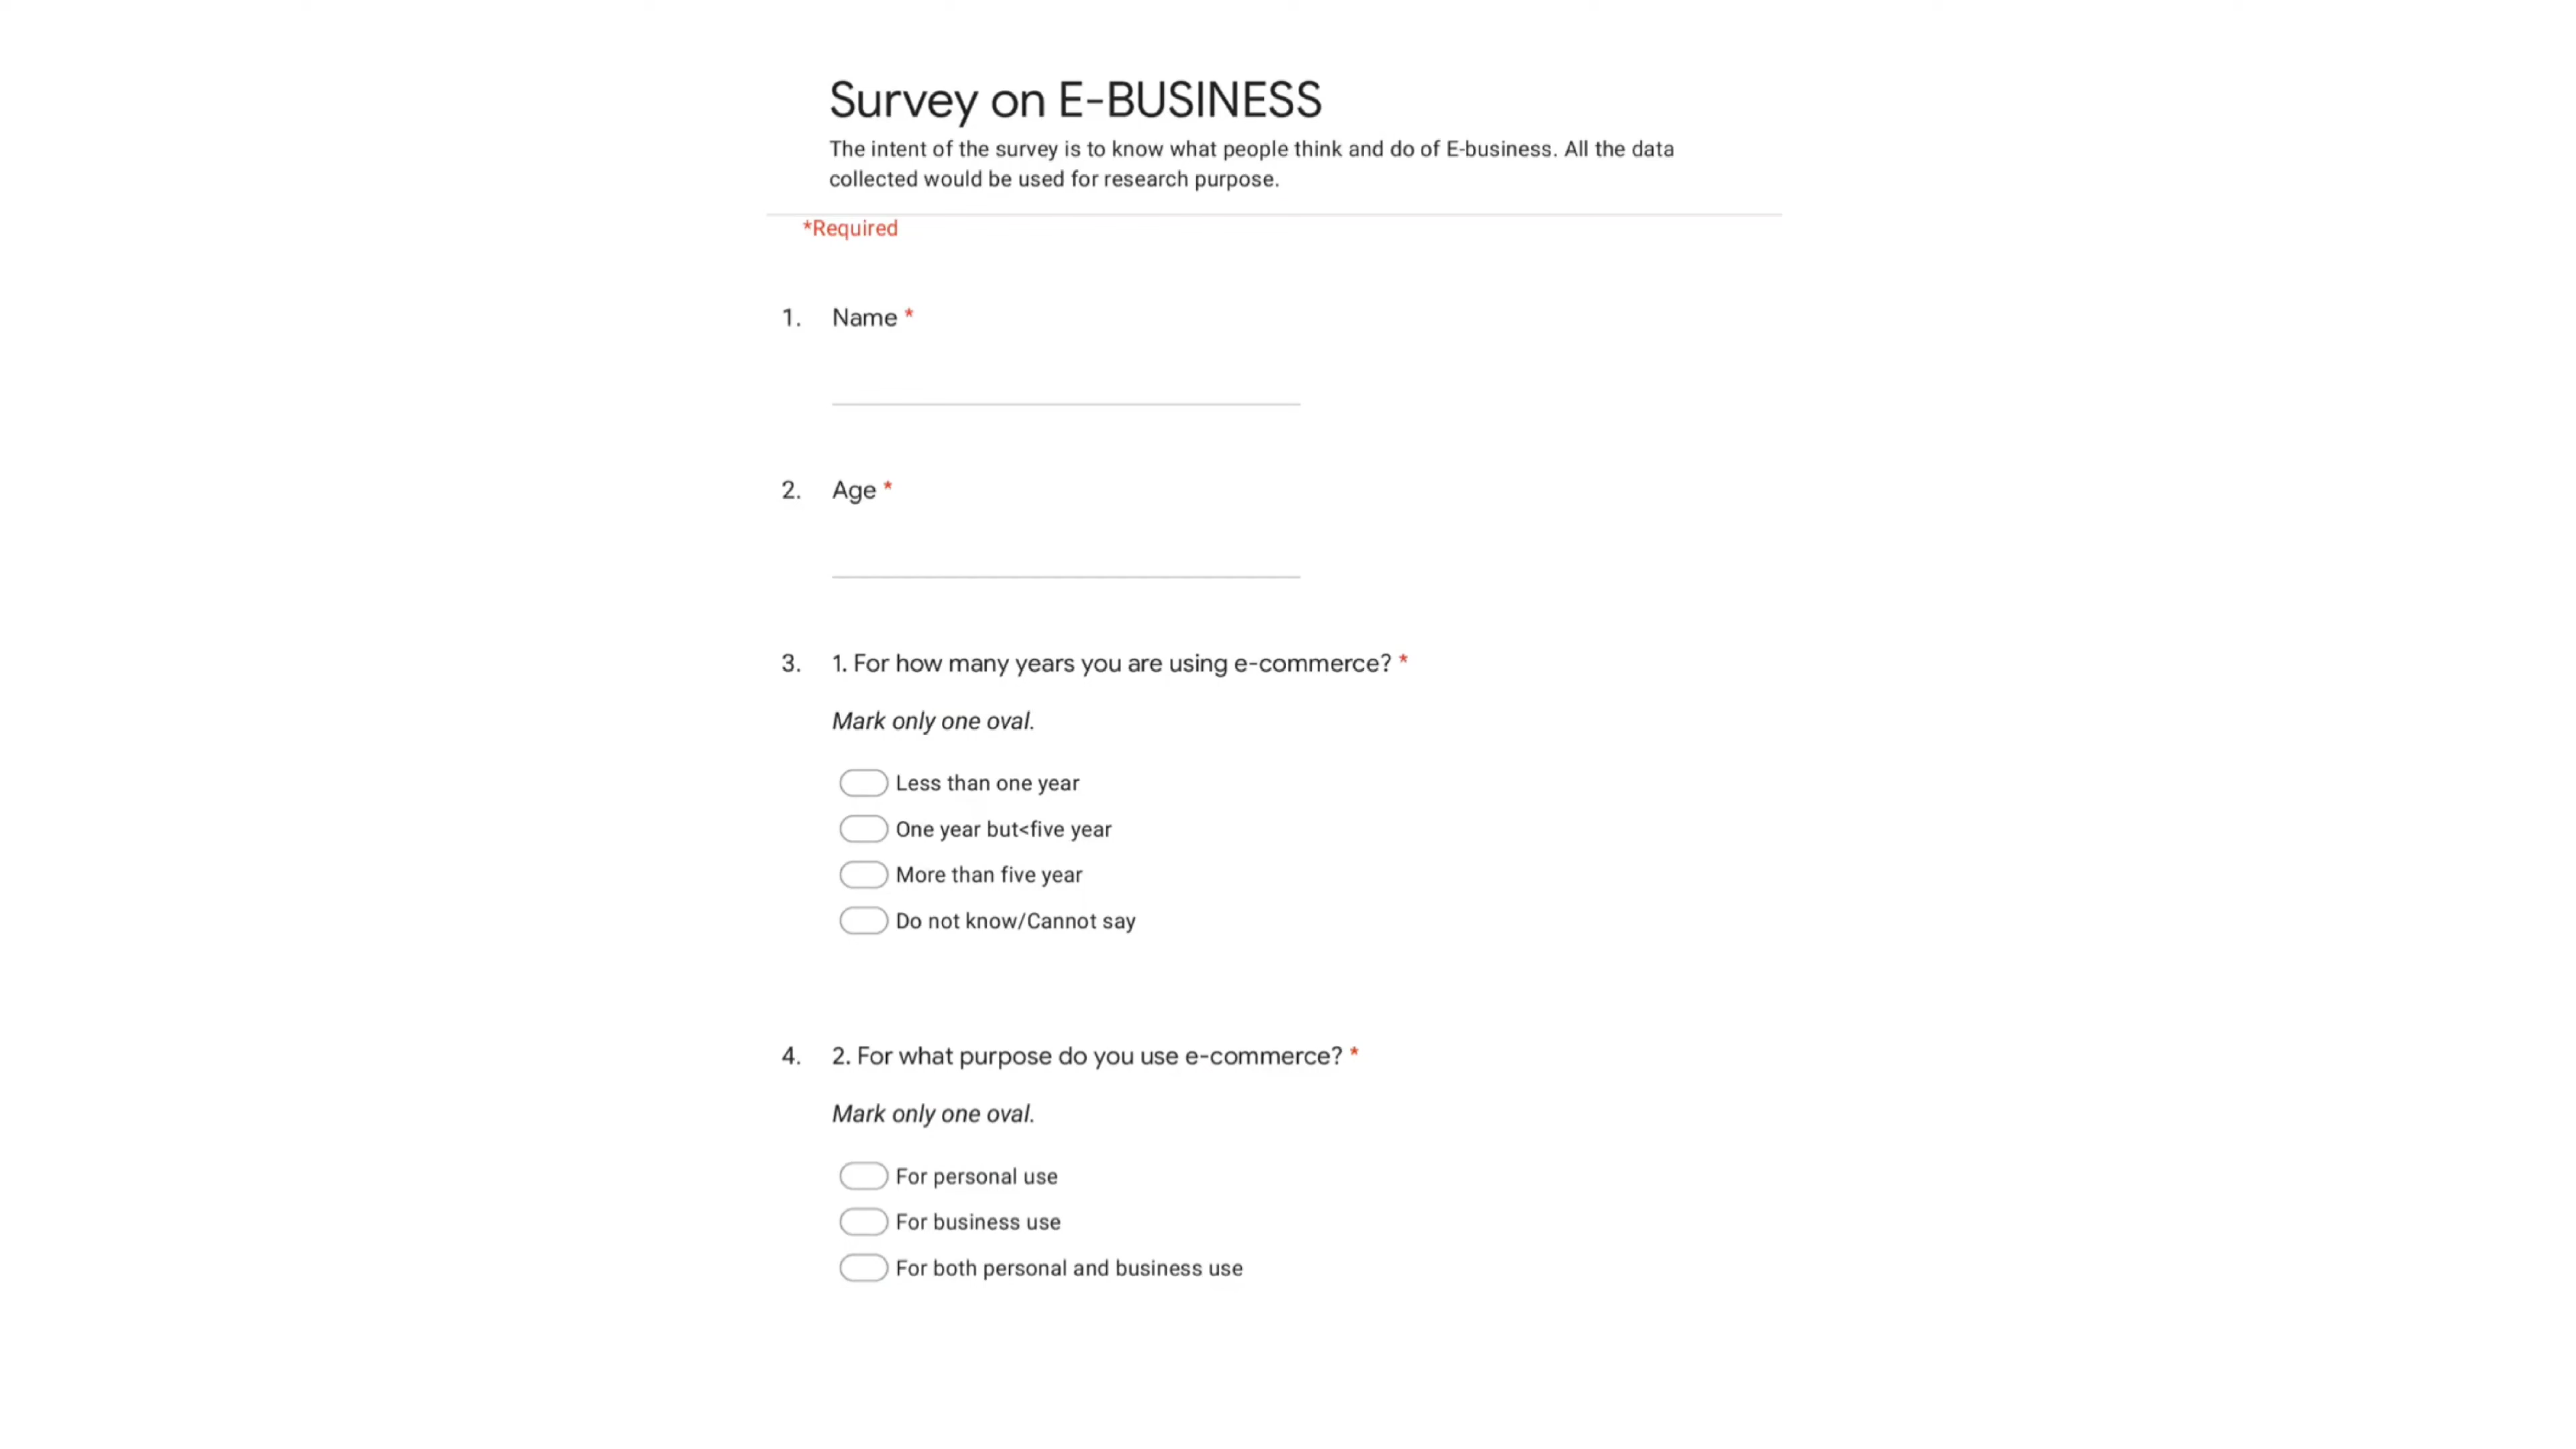 Survey on E-BUSINESS
The intent of the survey is to know what people think and do of E-business. All the data
collected would be used for research purpose.
*Required
1. Name *
2. Age *
3. 1. For how many years you are using e-commerce? *
Mark only one oval.
Less than one year
One year but<five year
More than five year
Do not know/Cannot say
4. 2. For what purpose do you use e-commerce? *
Mark only one oval.
For personal use
For business use
For both personal and business use